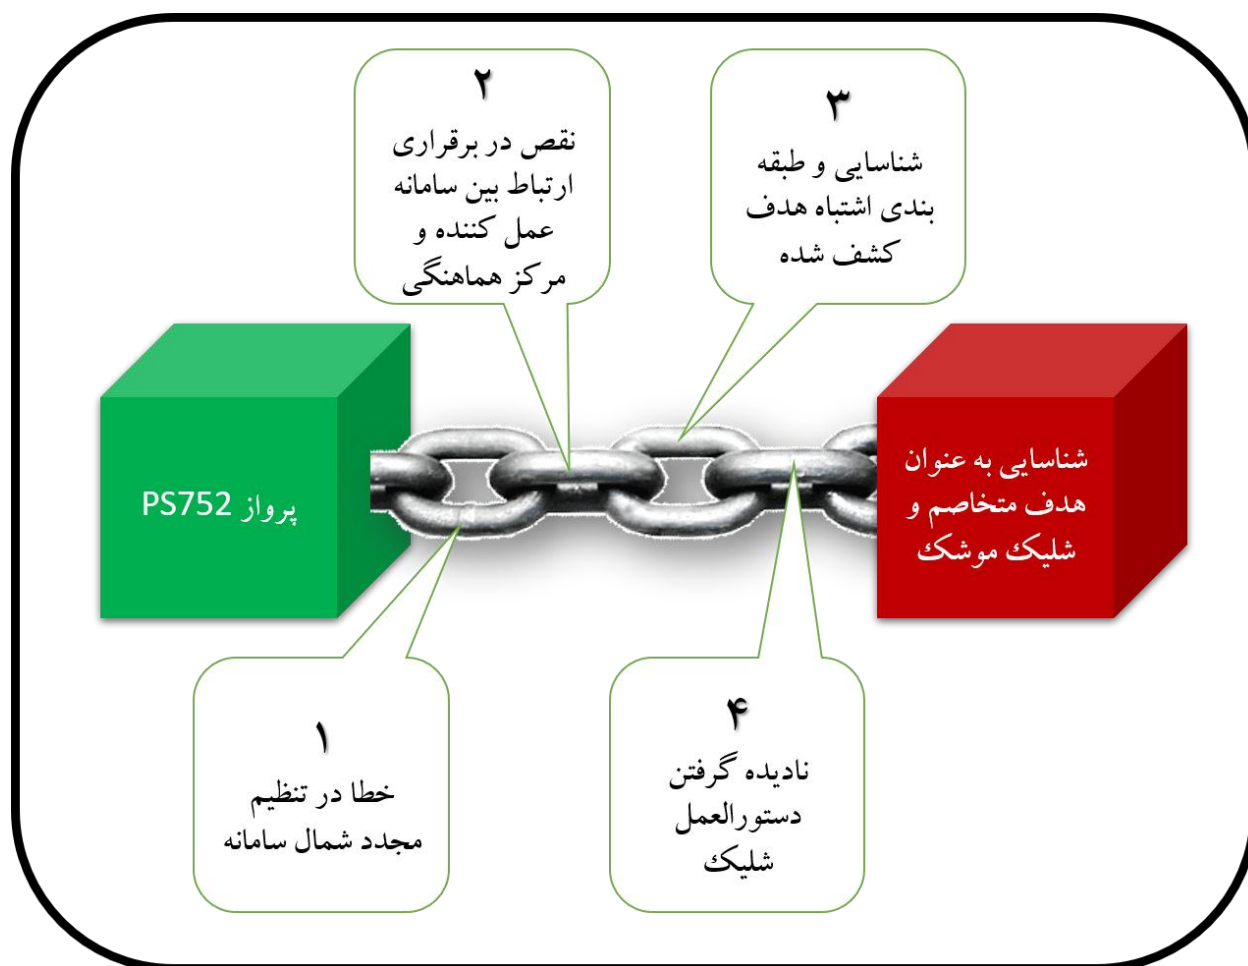 ۲
نقص در برقراری
ارتباط بین سامانه
عمل کننده و
مرکز هماهنگی
۳
شناسایی و طبقه
بندی اشتباه هدف
کشف شده
پرواز PS752
شناسایی به عنوان
هدف متخاصم و
شلیک موشک
۱
خطا در تنظیم
مجدد شمال سامانه
۴
نادیده گرفتن
دستورالعمل
شلیک